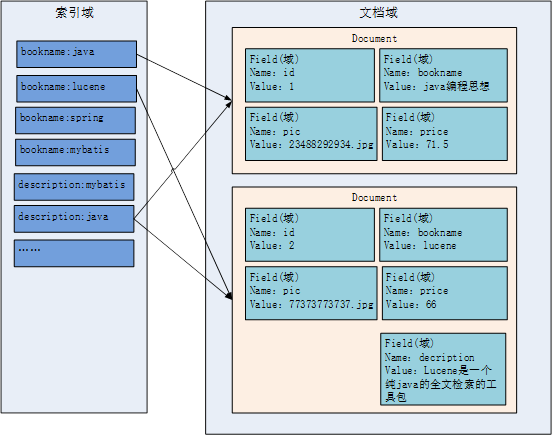 索引域
bookname:java
bookname:lucene
bookname:spring
bookname:mybatis
description:mybatis
description:java
……
文档域
Document
Field(域)
Name: id
Value: 1
Field(域)
Name: bookname
Value: java编程思想
Field(域)
Name: pic
Value: 23488292934.jpg
Field(域)
Name: price
Value: 71.5
Document
Field(域)
Name: id
Value: 2
Field(域)
Name: bookname
Value: lucene
Field(域)
Name: pic
Value: 77373773737.jpg
Field(域)
Name: price
Value: 66
Field(域)
Name: decription
Value: Lucene是一个
纯java的全文检索的工
具包